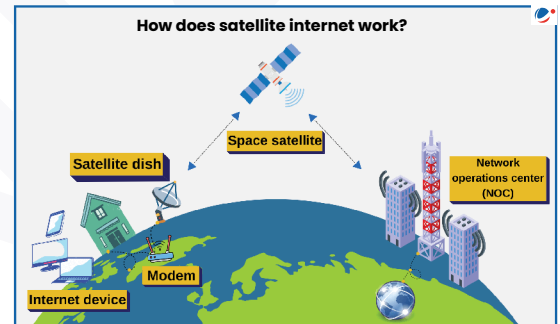 How does satellite internet work?
Space satellite
Satellite dish
Network
operations center
(NOC)
Modem
Internet device